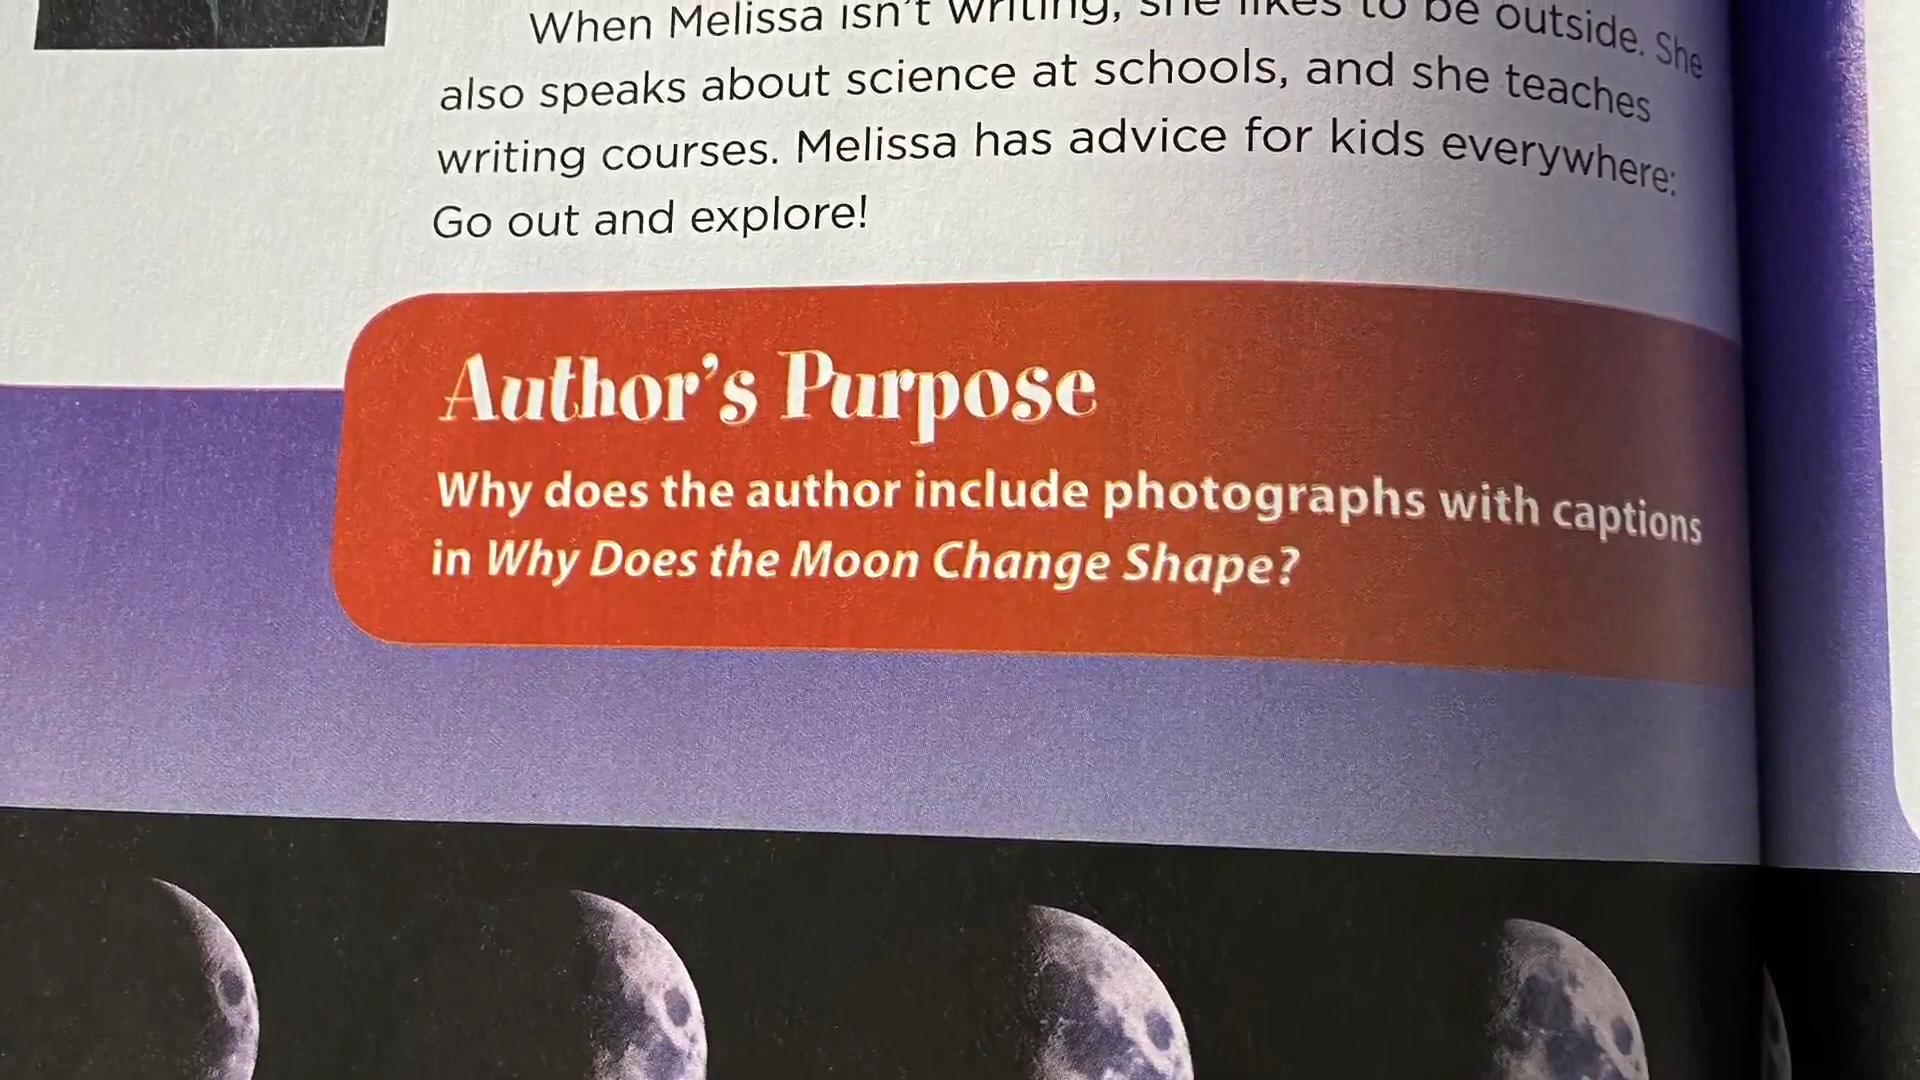 When Melissa isn't writing, she likes to be outside. She
also speaks about science at schools, and she teaches
writing courses. Melissa has advice for kids everywhere:
Go out and explore!
Author's Purpose
Why does the author include photographs with captions
in Why Does the Moon Change Shape?